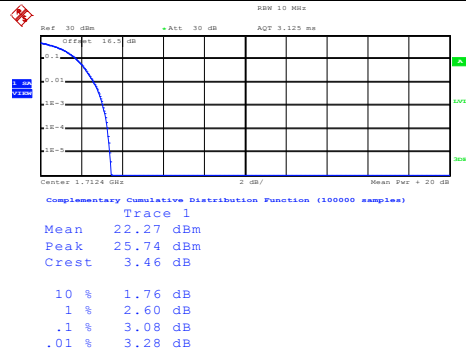 RBW 10 MHz
Ref 30 dBm *Att 30 dB AQT 3.125 ms
Offset 16.5 dB
0.1
0.01
1E-3
1E-4
1E-5
1 SA
VIEW
A
LVL
3DB
Center 1.7124 GHz 2 dB/ Mean Pwr + 20 dB
Complementary Cumulative Distribution Function (100000 samples)
Trace 1
Mean 22.27 dBm
Peak 25.74 dBm
Crest 3.46 dB
10 % 1.76 dB
1 % 2.60 dB
.1 % 3.08 dB
.01 % 3.28 dB